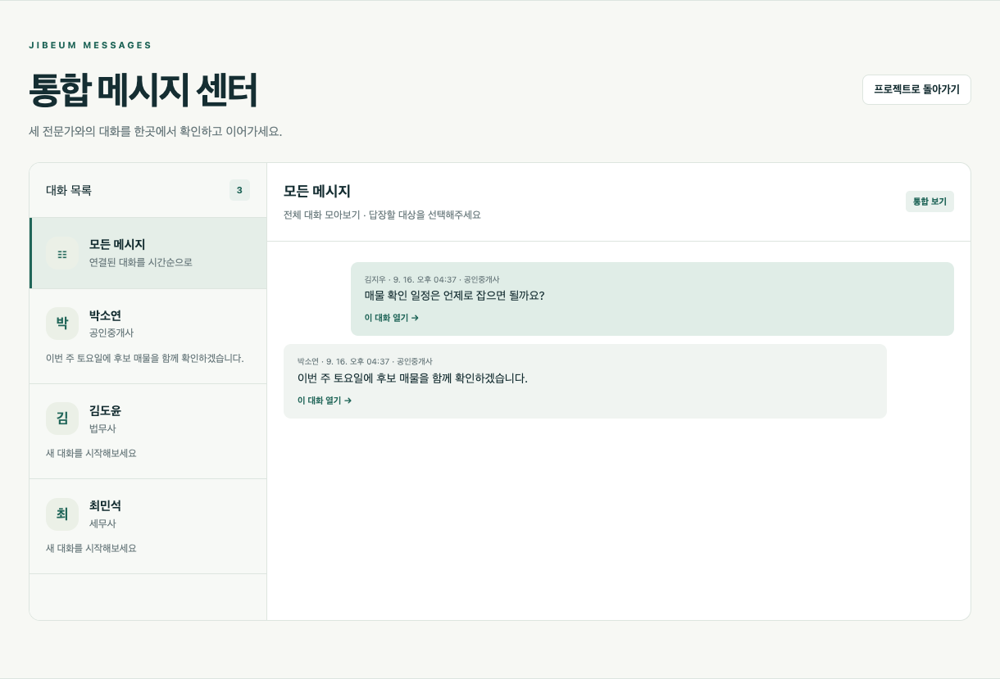 JIBEUM MESSAGES
통합 메시지 센터
프로젝트로 돌아가기
세 전문가와의 대화를 한곳에서 확인하고 이어가세요.
대화 목록
3
모든 메시지
연결된 대화를 시간순으로
박
박소연
공인중개사
이번 주 토요일에 후보 매물을 함께 확인하겠습니다.
김
김도윤
법무사
새 대화를 시작해보세요
최
최민석
세무사
새 대화를 시작해보세요
모든 메시지
전체 대화 모아보기 · 답장할 대상을 선택해주세요
통합 보기
김지우 · 9. 16. 오후 04:37 · 공인중개사
매물 확인 일정은 언제로 잡으면 될까요?
이 대화 열기 →
박소연 · 9. 16. 오후 04:37 · 공인중개사
이번 주 토요일에 후보 매물을 함께 확인하겠습니다.
이 대화 열기 →